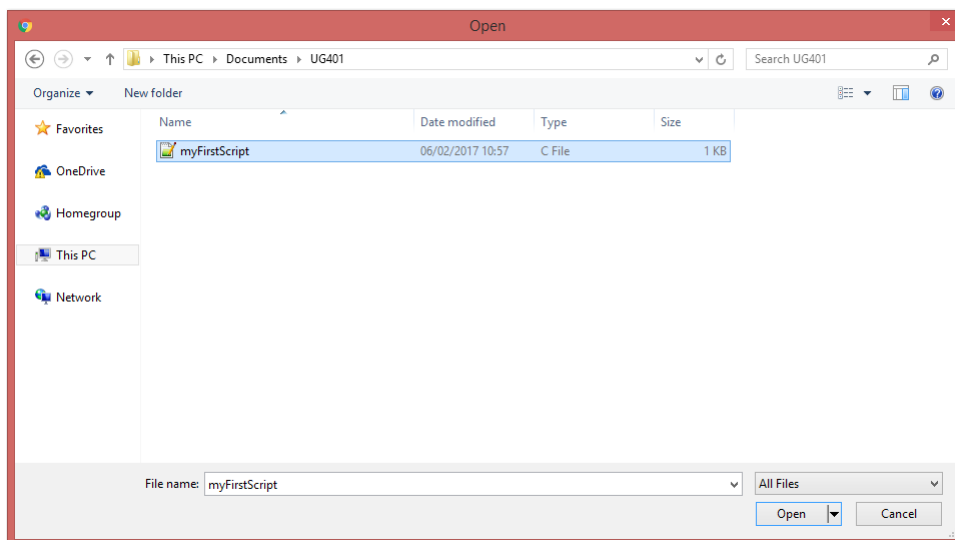 Open
This PC Documents UG401
Search UG401
Organize New folder
Name Date modified Type Size
myFirstScript 06/02/2017 10:57 C File 1 KB
Favorites
OneDrive
Homegroup
This PC
Network
File name: myFirstScript All Files
Open Cancel